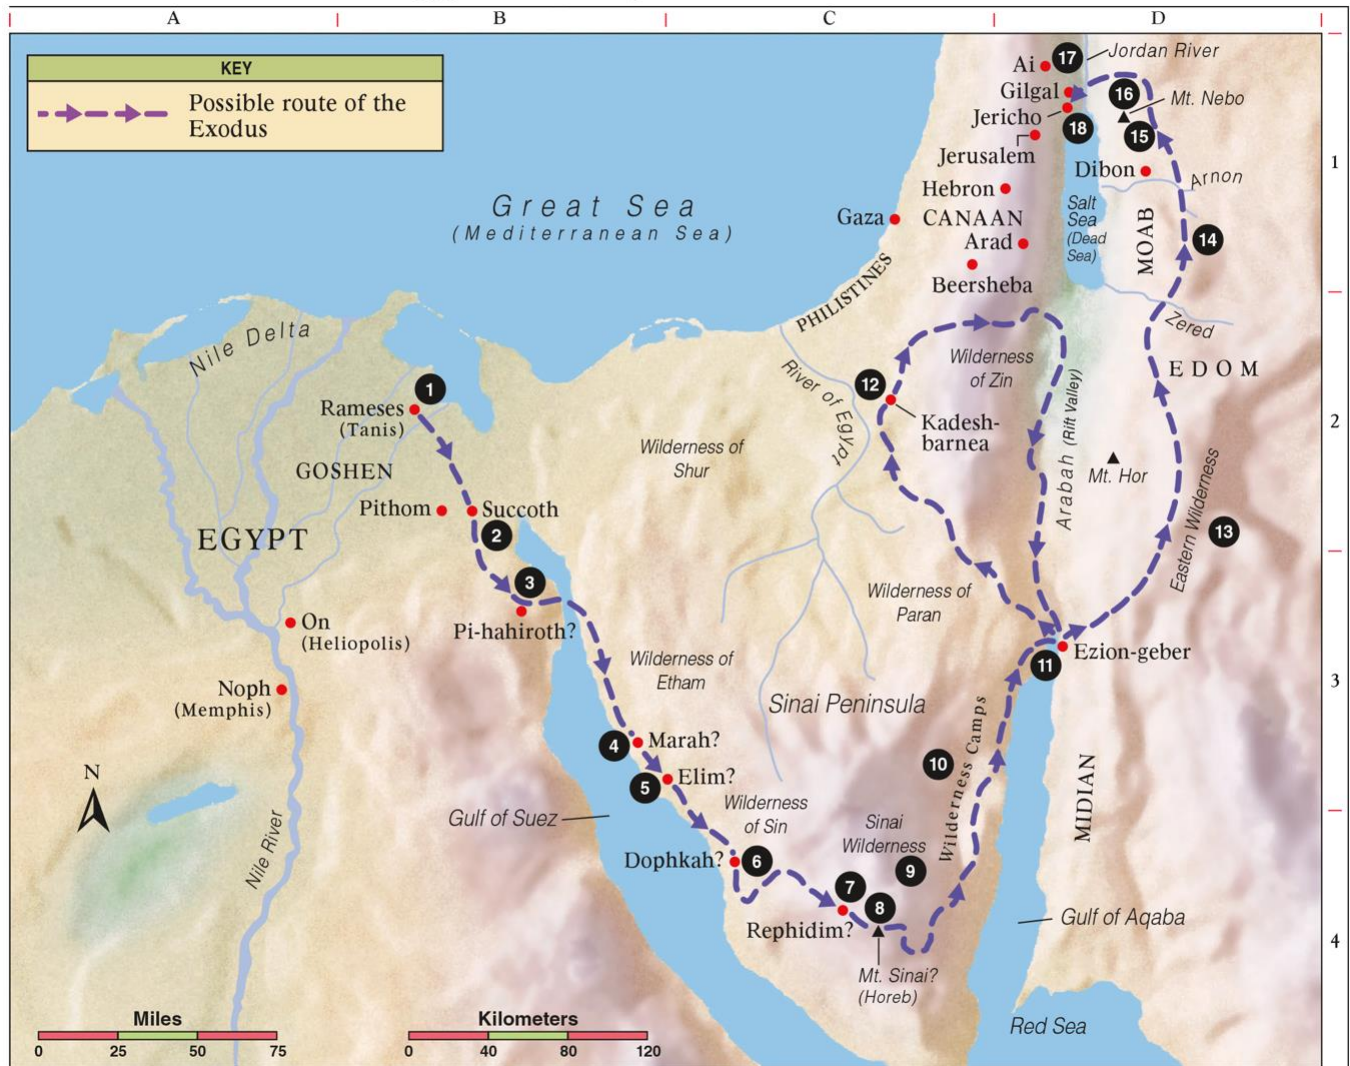 A
B
C
D
KEY
Possible route of the
Exodus
17
Jordan River
Ai
Gilgal
16
Mt. Nebo
Jericho
18
15
Jerusalem
Dibon
1
Arnon
Hebron
Great Sea
(Mediterranean Sea)
Gaza
CANAAN
Salt
Sea
(Dead
Sea)
MOAB
14
Arad
Beersheba
PHILISTINES
Nile Delta
Zered
Wilderness
of Zin
EDOM
1
12
River of Egypt
Rameses
(Tanis)
Kadesh-
barnea
Arabah (Rift Valley)
2
Wilderness of
Shur
GOSHEN
Mt. Hor
Pithom
Succoth
2
EGYPT
Eastern Wilderness
13
3
Wilderness of
Paran
On
(Heliopolis)
Pi-hahiroth?
Ezion-geber
11
Wilderness of
Etham
Noph
(Memphis)
3
Sinai Peninsula
Wilderness Camps
4
Marah?
10
N
5
Elim?
MIDIAN
Wilderness
of Sin
Gulf of Suez
Sinai
Wilderness
Nile River
Dophkah?
6
9
7
8
Gulf of Aqaba
Rephidim?
4
Mt. Sinai?
(Horeb)
Miles
0 25 50 75
Kilometers
0 40 80 120
Red Sea